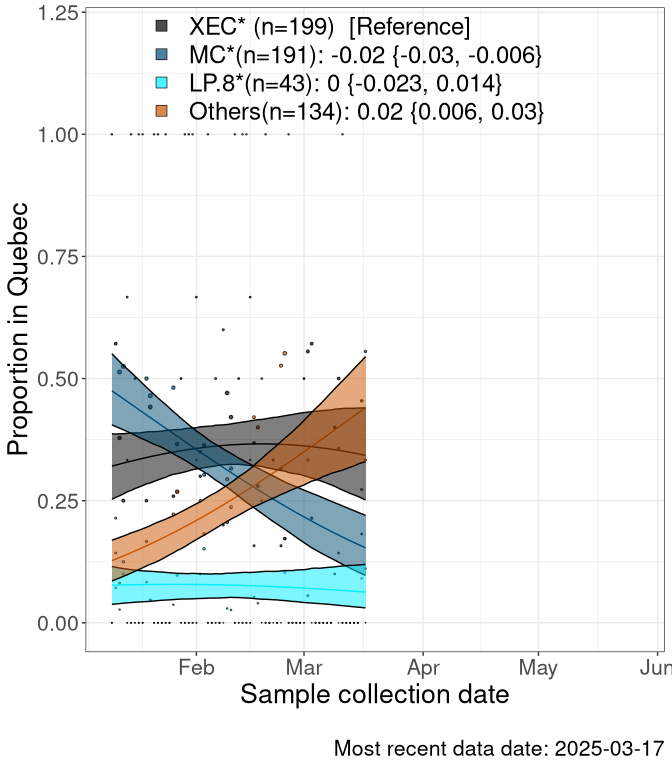 1.25
XEC* (n=199)  [Reference]
MC*(n=191): -0.02 {-0.03, -0.006}
LP.8*(n=43): 0 {-0.023, 0.014}
Others(n=134): 0.02 {0.006, 0.03}
1.00
0.75
0.50
0.25
0.00
Proportion in Quebec
Feb Mar Apr May Jun
Sample collection date
Most recent data date: 2025-03-17